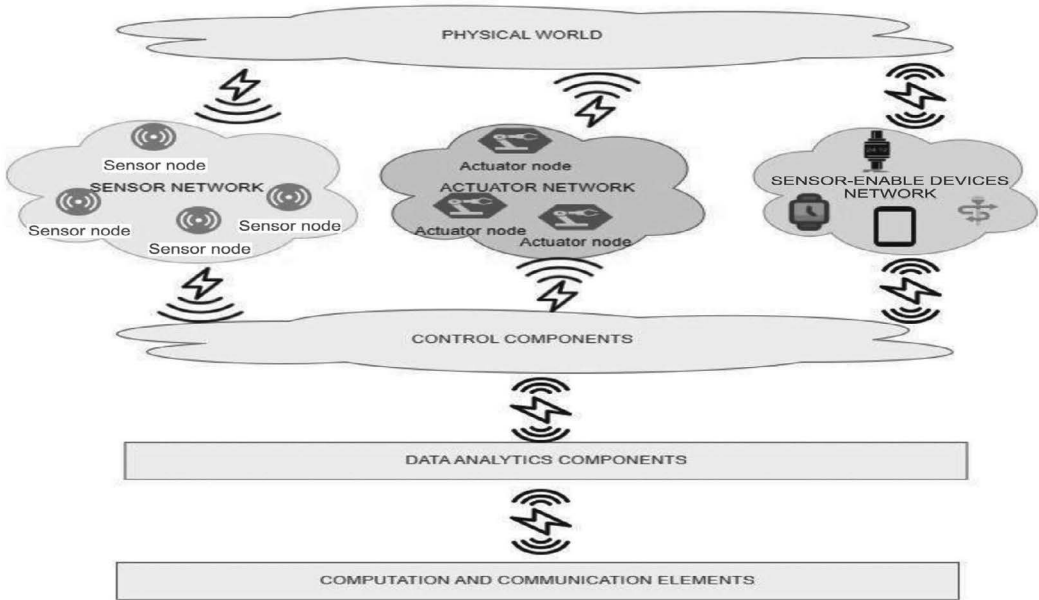 PHYSICAL WORLD
Sensor node
SENSOR NETWORK
Sensor node
Sensor node
Sensor node
Actuator node
ACTUATOR NETWORK
Actuator node
Actuator node
SENSOR-ENABLE DEVICES
NETWORK
CONTROL COMPONENTS
DATA ANALYTICS COMPONENTS
COMPUTATION AND COMMUNICATION ELEMENTS